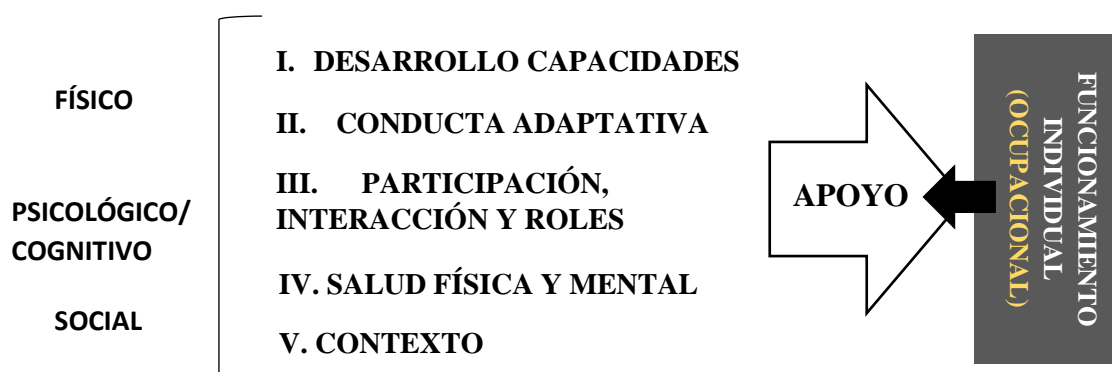 FÍSICO
PSICOLÓGICO/
COGNITIVO
SOCIAL
I. DESARROLLO CAPACIDADES
II. CONDUCTA ADAPTATIVA
III. PARTICIPACIÓN,
INTERACCIÓN Y ROLES
IV. SALUD FÍSICA Y MENTAL
V. CONTEXTO
APOYO
FUNCIONAMIENTO
INDIVIDUAL
(OCUPACIONAL)